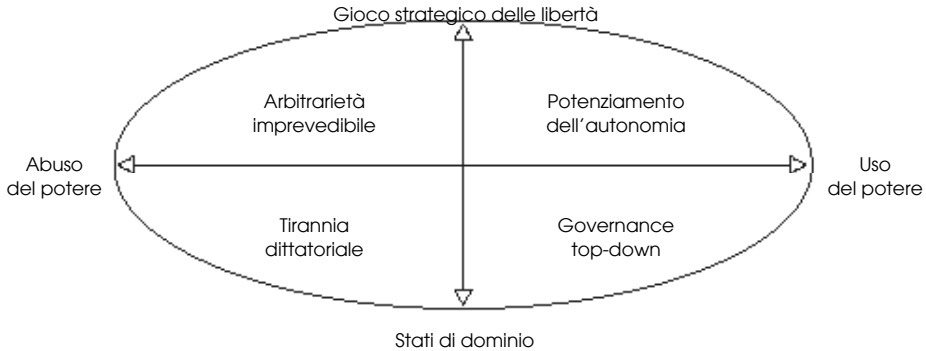 Gioco strategico delle libertà
Arbitrarietà
imprevedibile
Potenziamento
dell'autonomia
Abuso
del potere
Uso
del potere
Tirannia
dittatoriale
Governance
top-down
Stati di dominio